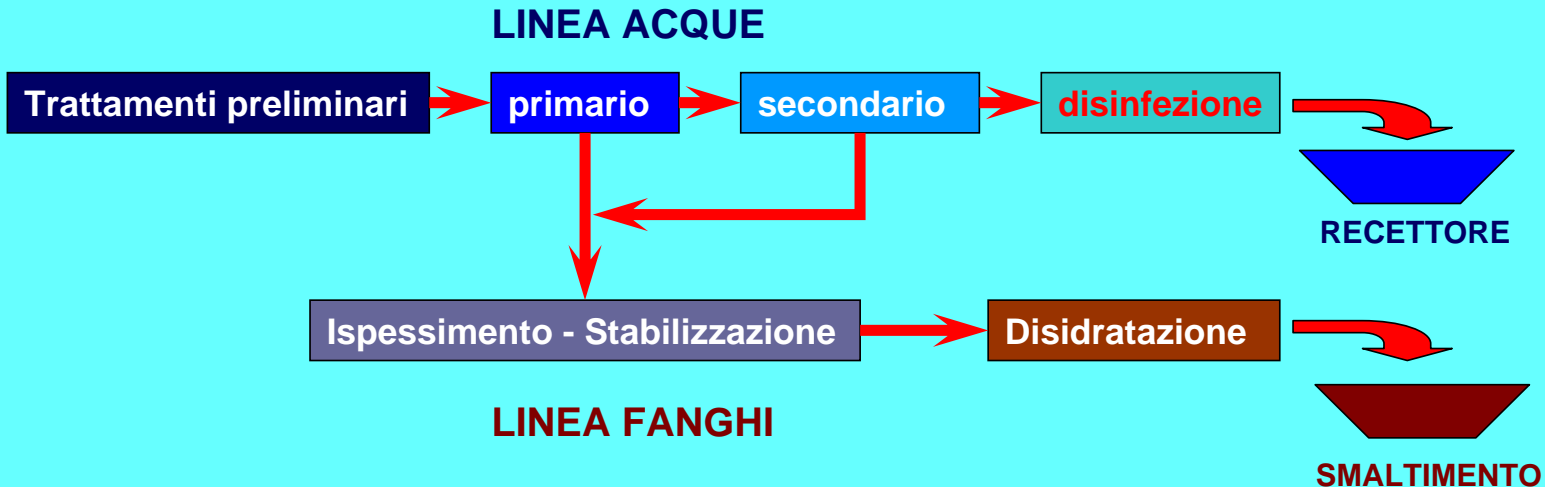 LINEA ACQUE
Trattamenti preliminari
primario
secondario
disinfezione
RECETTORE
Ispessimento - Stabilizzazione
Disidratazione
LINEA FANGHI
SMALTIMENTO